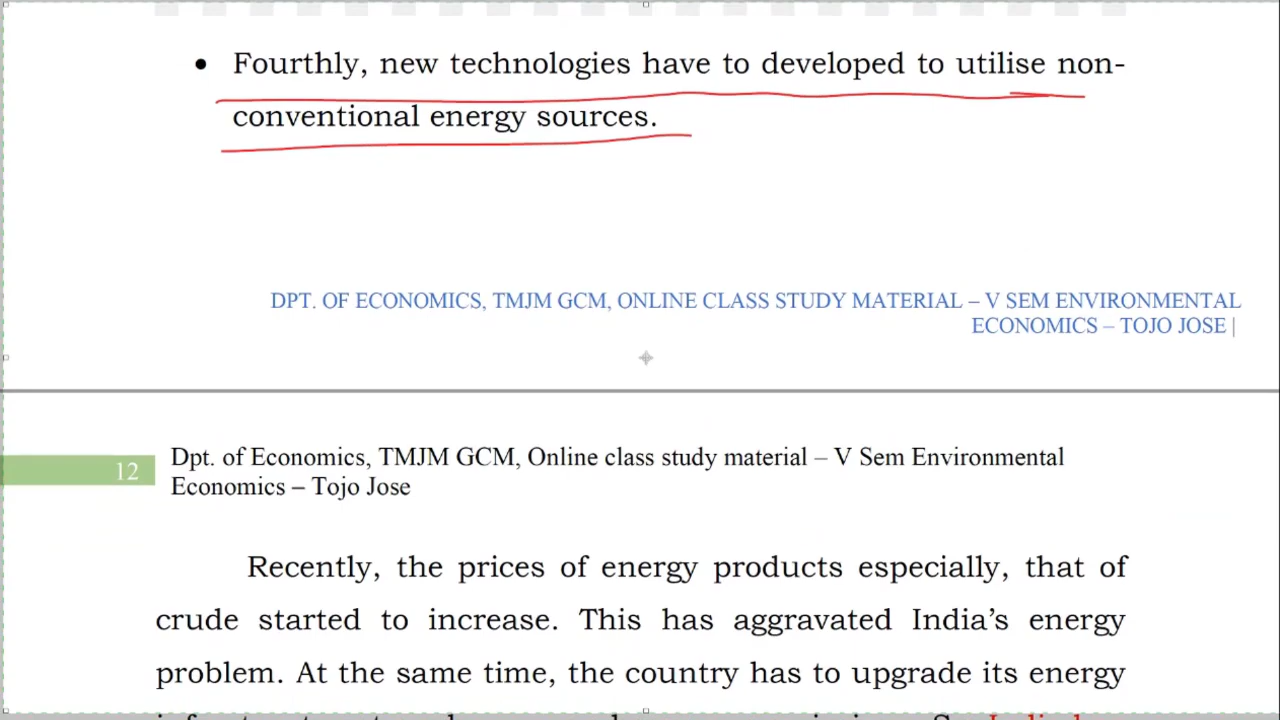 • Fourthly, new technologies have to developed to utilise non-
conventional energy sources.
DPT. OF ECONOMICS, TMJM GCM, ONLINE CLASS STUDY MATERIAL – V SEM ENVIRONMENTAL
ECONOMICS – TOJO JOSE |
12
Dpt. of Economics, TMJM GCM, Online class study material – V Sem Environmental
Economics – Tojo Jose
Recently, the prices of energy products especially, that of
crude started to increase. This has aggravated India’s energy
problem. At the same time, the country has to upgrade its energy